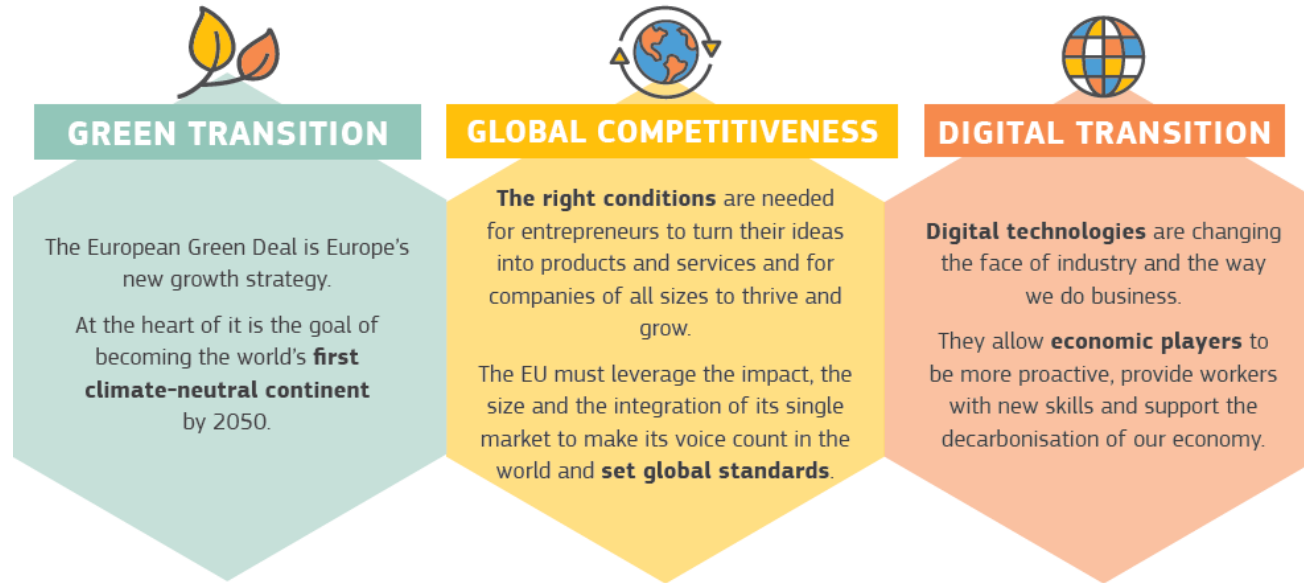 GREEN TRANSITION
The European Green Deal is Europe's
new growth strategy.
At the heart of it is the goal of
becoming the world's first
climate-neutral continent
by 2050.
GLOBAL COMPETITIVENESS
The right conditions are needed
for entrepreneurs to turn their ideas
into products and services and for
companies of all sizes to thrive and
grow.
The EU must leverage the impact, the
size and the integration of its single
market to make its voice count in the
world and set global standards.
DIGITAL TRANSITION
Digital technologies are changing
the face of industry and the way
we do business.
They allow economic players to
be more proactive, provide workers
with new skills and support the
decarbonisation of our economy.